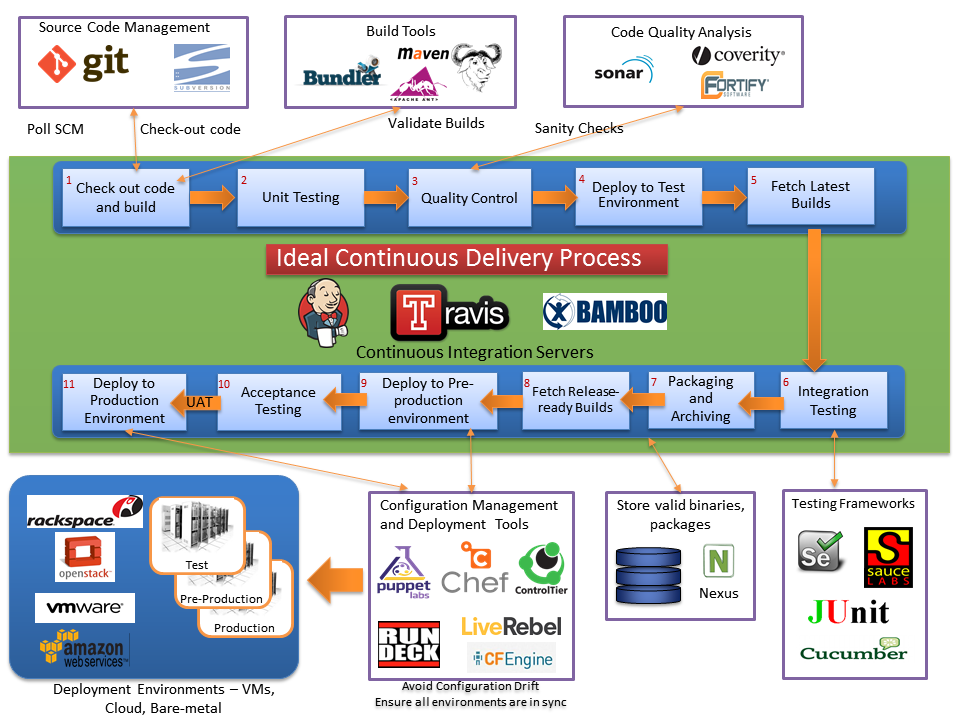 Source Code Management
git
SUBVERSION
Build Tools
Bundler
maven
APACHE ANT
Code Quality Analysis
sonar
coverity®
FORTIFY®
SOFTWARE
Poll SCM
Check-out code
Validate Builds
Sanity Checks
1
Check out code
and build
2
Unit Testing
3
Quality Control
4
Deploy to Test
Environment
5
Fetch Latest
Builds
Ideal Continuous Delivery Process
Travis
BAMBOO
Continuous Integration Servers
11
Deploy to
Production
Environment
UAT
10
Acceptance
Testing
9
Deploy to Pre-
production
environment
8
Fetch Release-
ready Builds
7
Packaging
and
Archiving
6
Integration
Testing
rackspace
openstack™
vmware®
amazon
web services™
Test
Pre-Production
Production
Deployment Environments – VMs,
Cloud, Bare-metal
Configuration Management
and Deployment Tools
puppet
labs
Chef
ControlTier
RUN
DECK
LiveRebel
CFEngine
Avoid Configuration Drift
Ensure all environments are in sync
Store valid binaries,
packages
N
Nexus
Testing Frameworks
Se
S
SAUCE
LABS
JUnit
Cucumber